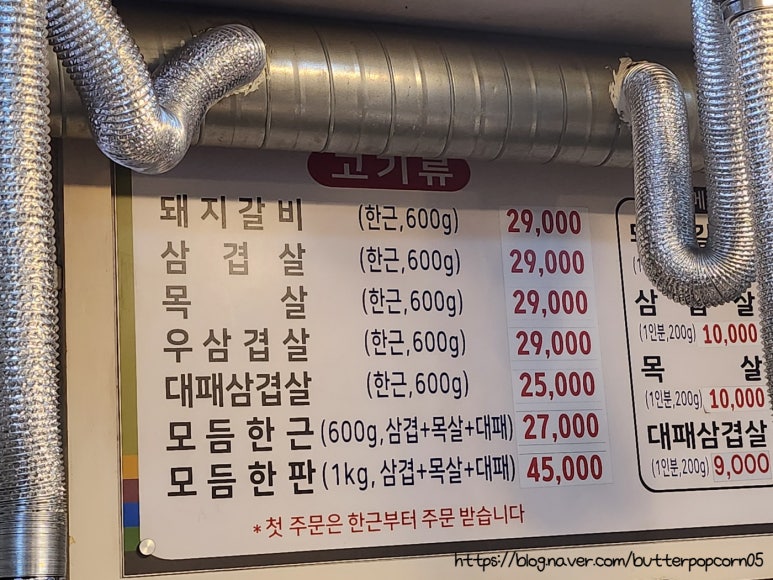 고기류
돼지갈비 (한근,600g) 29,000
삼겹살 (한근,600g) 29,000
목살 (한근,600g) 29,000
우삼겹살 (한근,600g) 29,000
대패삼겹살 (한근,600g) 25,000
모듬한근 (600g,삼겹+목살+대패) 27,000
모듬한판 (1kg, 삼겹+목살+대패) 45,000
*첫 주문은 한근부터 주문 받습니다
삼겹살
(1인분,200g) 10,000
목살
(1인분,200g) 10,000
대패삼겹살
(1인분,200g) 9,000
https://blog.naver.com/butterpopcorn05